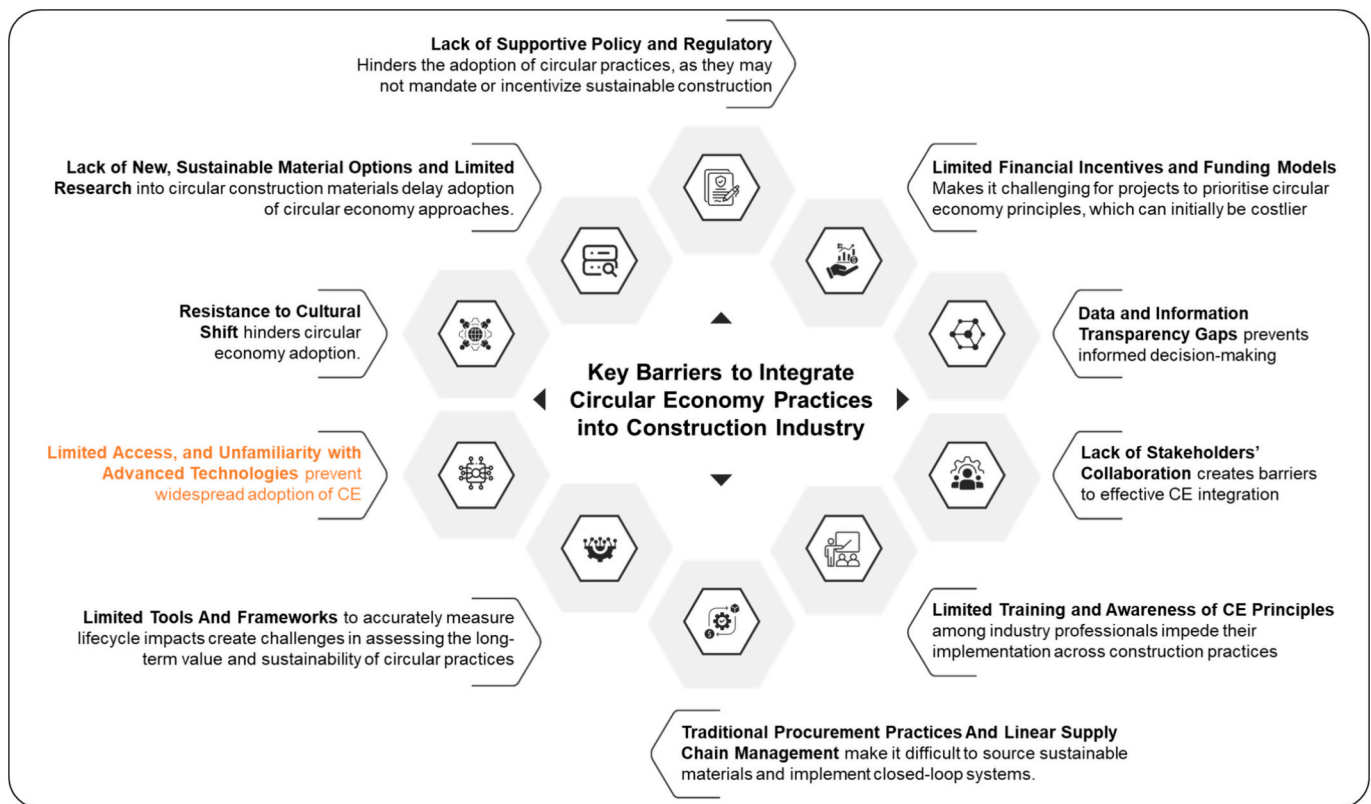 Lack of Supportive Policy and Regulatory
Hinders the adoption of circular practices, as they may
not mandate or incentivize sustainable construction
Lack of New, Sustainable Material Options and Limited
Research into circular construction materials delay adoption
of circular economy approaches.
Limited Financial Incentives and Funding Models
Makes it challenging for projects to prioritise circular
economy principles, which can initially be costlier
Resistance to Cultural
Shift hinders circular
economy adoption.
Data and Information
Transparency Gaps prevents
informed decision-making
Key Barriers to Integrate
Circular Economy Practices
into Construction Industry
Limited Access, and Unfamiliarity with
Advanced Technologies prevent
widespread adoption of CE
Lack of Stakeholders’
Collaboration creates barriers
to effective CE integration
Limited Tools And Frameworks to accurately measure
lifecycle impacts create challenges in assessing the long-
term value and sustainability of circular practices
Limited Training and Awareness of CE Principles
among industry professionals impede their
implementation across construction practices
Traditional Procurement Practices And Linear Supply
Chain Management make it difficult to source sustainable
materials and implement closed-loop systems.